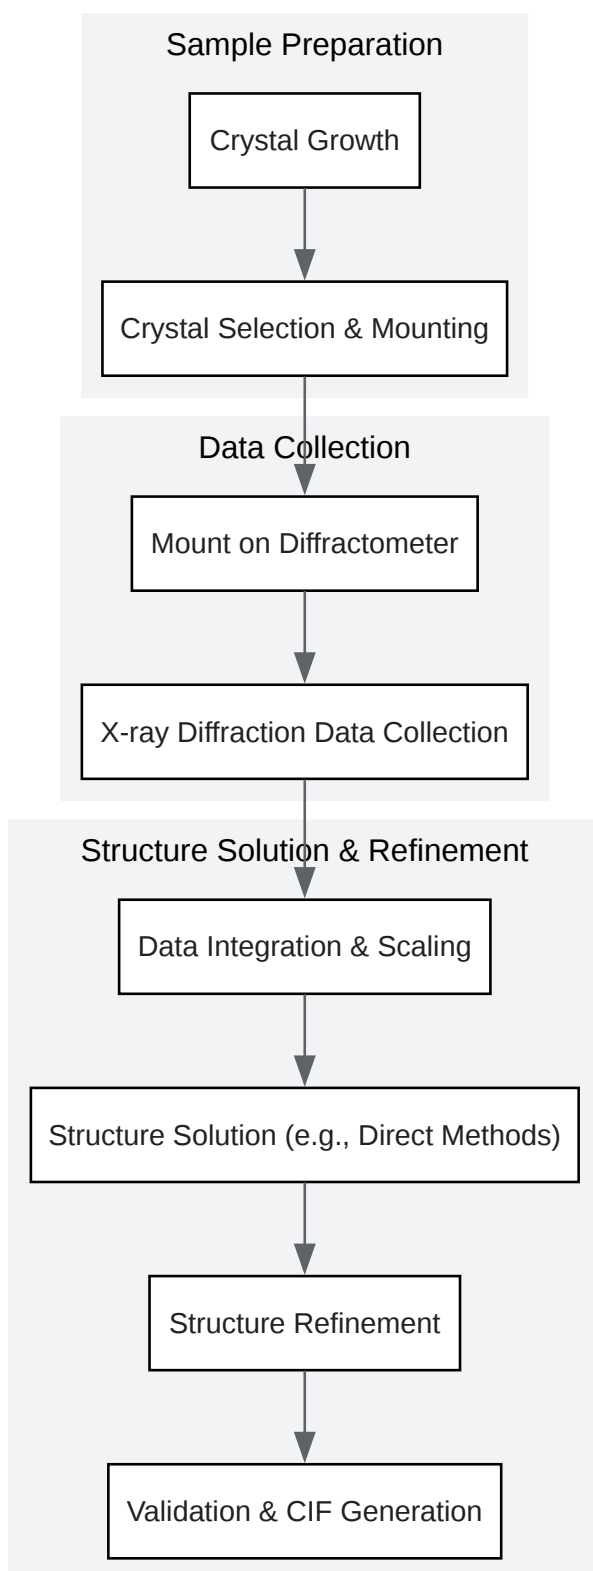 Sample Preparation
Crystal Growth
Crystal Selection & Mounting
Data Collection
Mount on Diffractometer
X-ray Diffraction Data Collection
Structure Solution & Refinement
Data Integration & Scaling
Structure Solution (e.g., Direct Methods)
Structure Refinement
Validation & CIF Generation